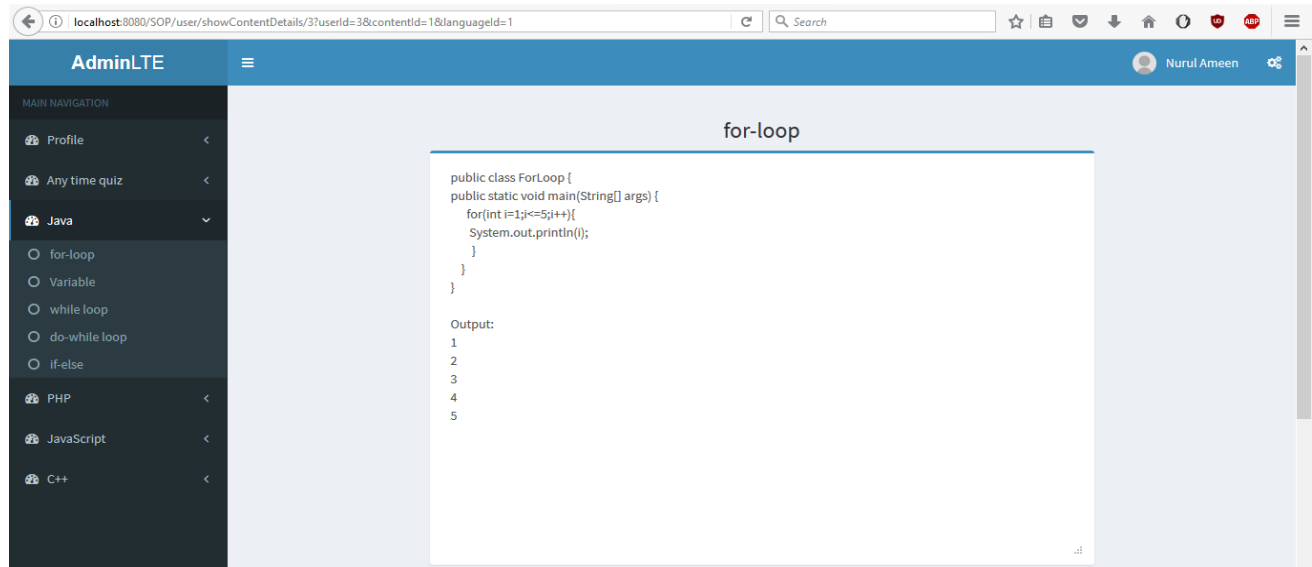 localhost:8080/SOP/user/showContentDetails/3?userId=3&contentId=1&languageId=1
Search
ABP
AdminLTE
Nurul Ameen
MAIN NAVIGATION
Profile
Any time quiz
Java
for-loop
Variable
while loop
do-while loop
if-else
PHP
JavaScript
C++
for-loop
public class ForLoop {
public static void main(String[] args) {
for(int i=1;i<=5;i++){
System.out.println(i);
}
}
}
Output:
1
2
3
4
5